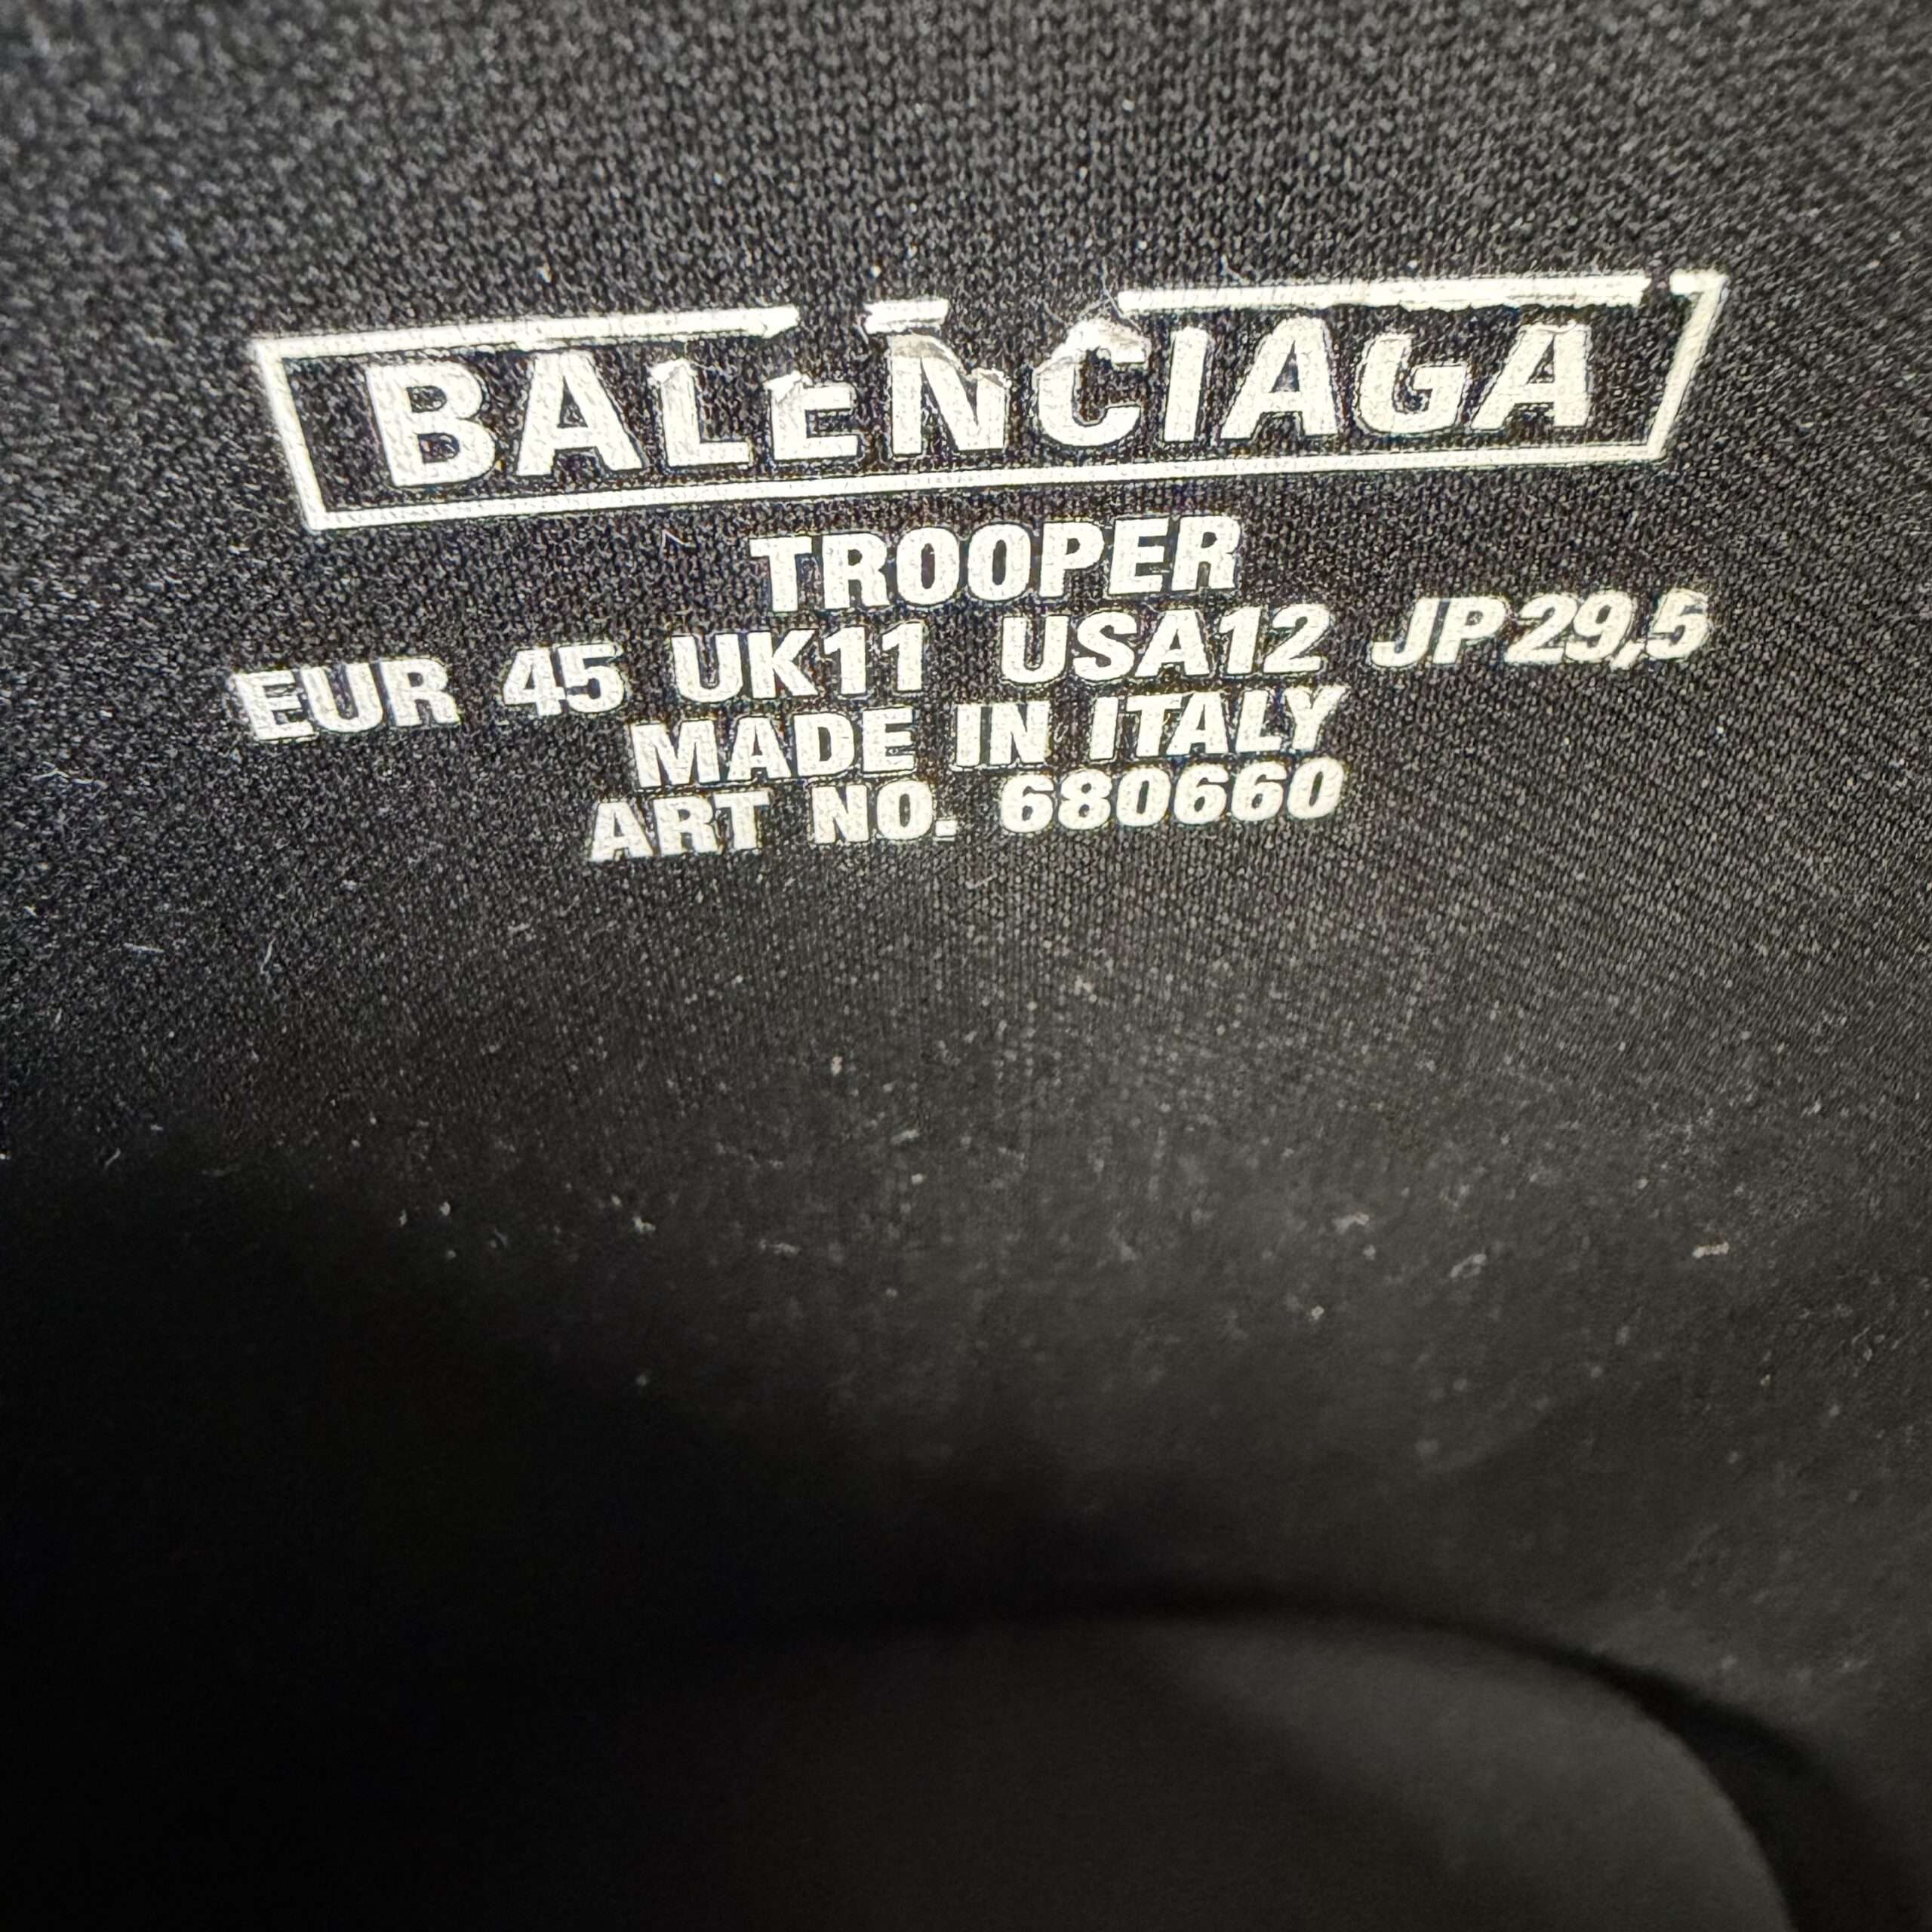 BALENCIAGA
TROOPER
EUR 45 UK11 USA12 JP29,5
MADE IN ITALY
ART NO. 680660